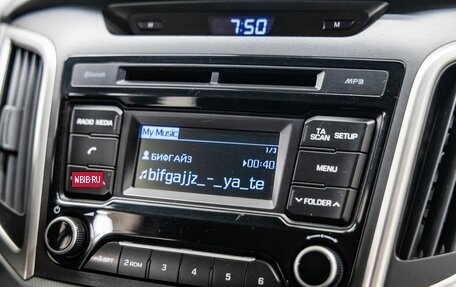 7:50
R
M
Bluetooth
MP3
RADIO MEDIA
My Music
1/3
БИФГАЙЗ
00:40
bifgajjz_-_ya_te
NBIB RU
TA SCAN
SETUP
MENU
FOLDER
1 RPT
2 RDM
3
4
5
6